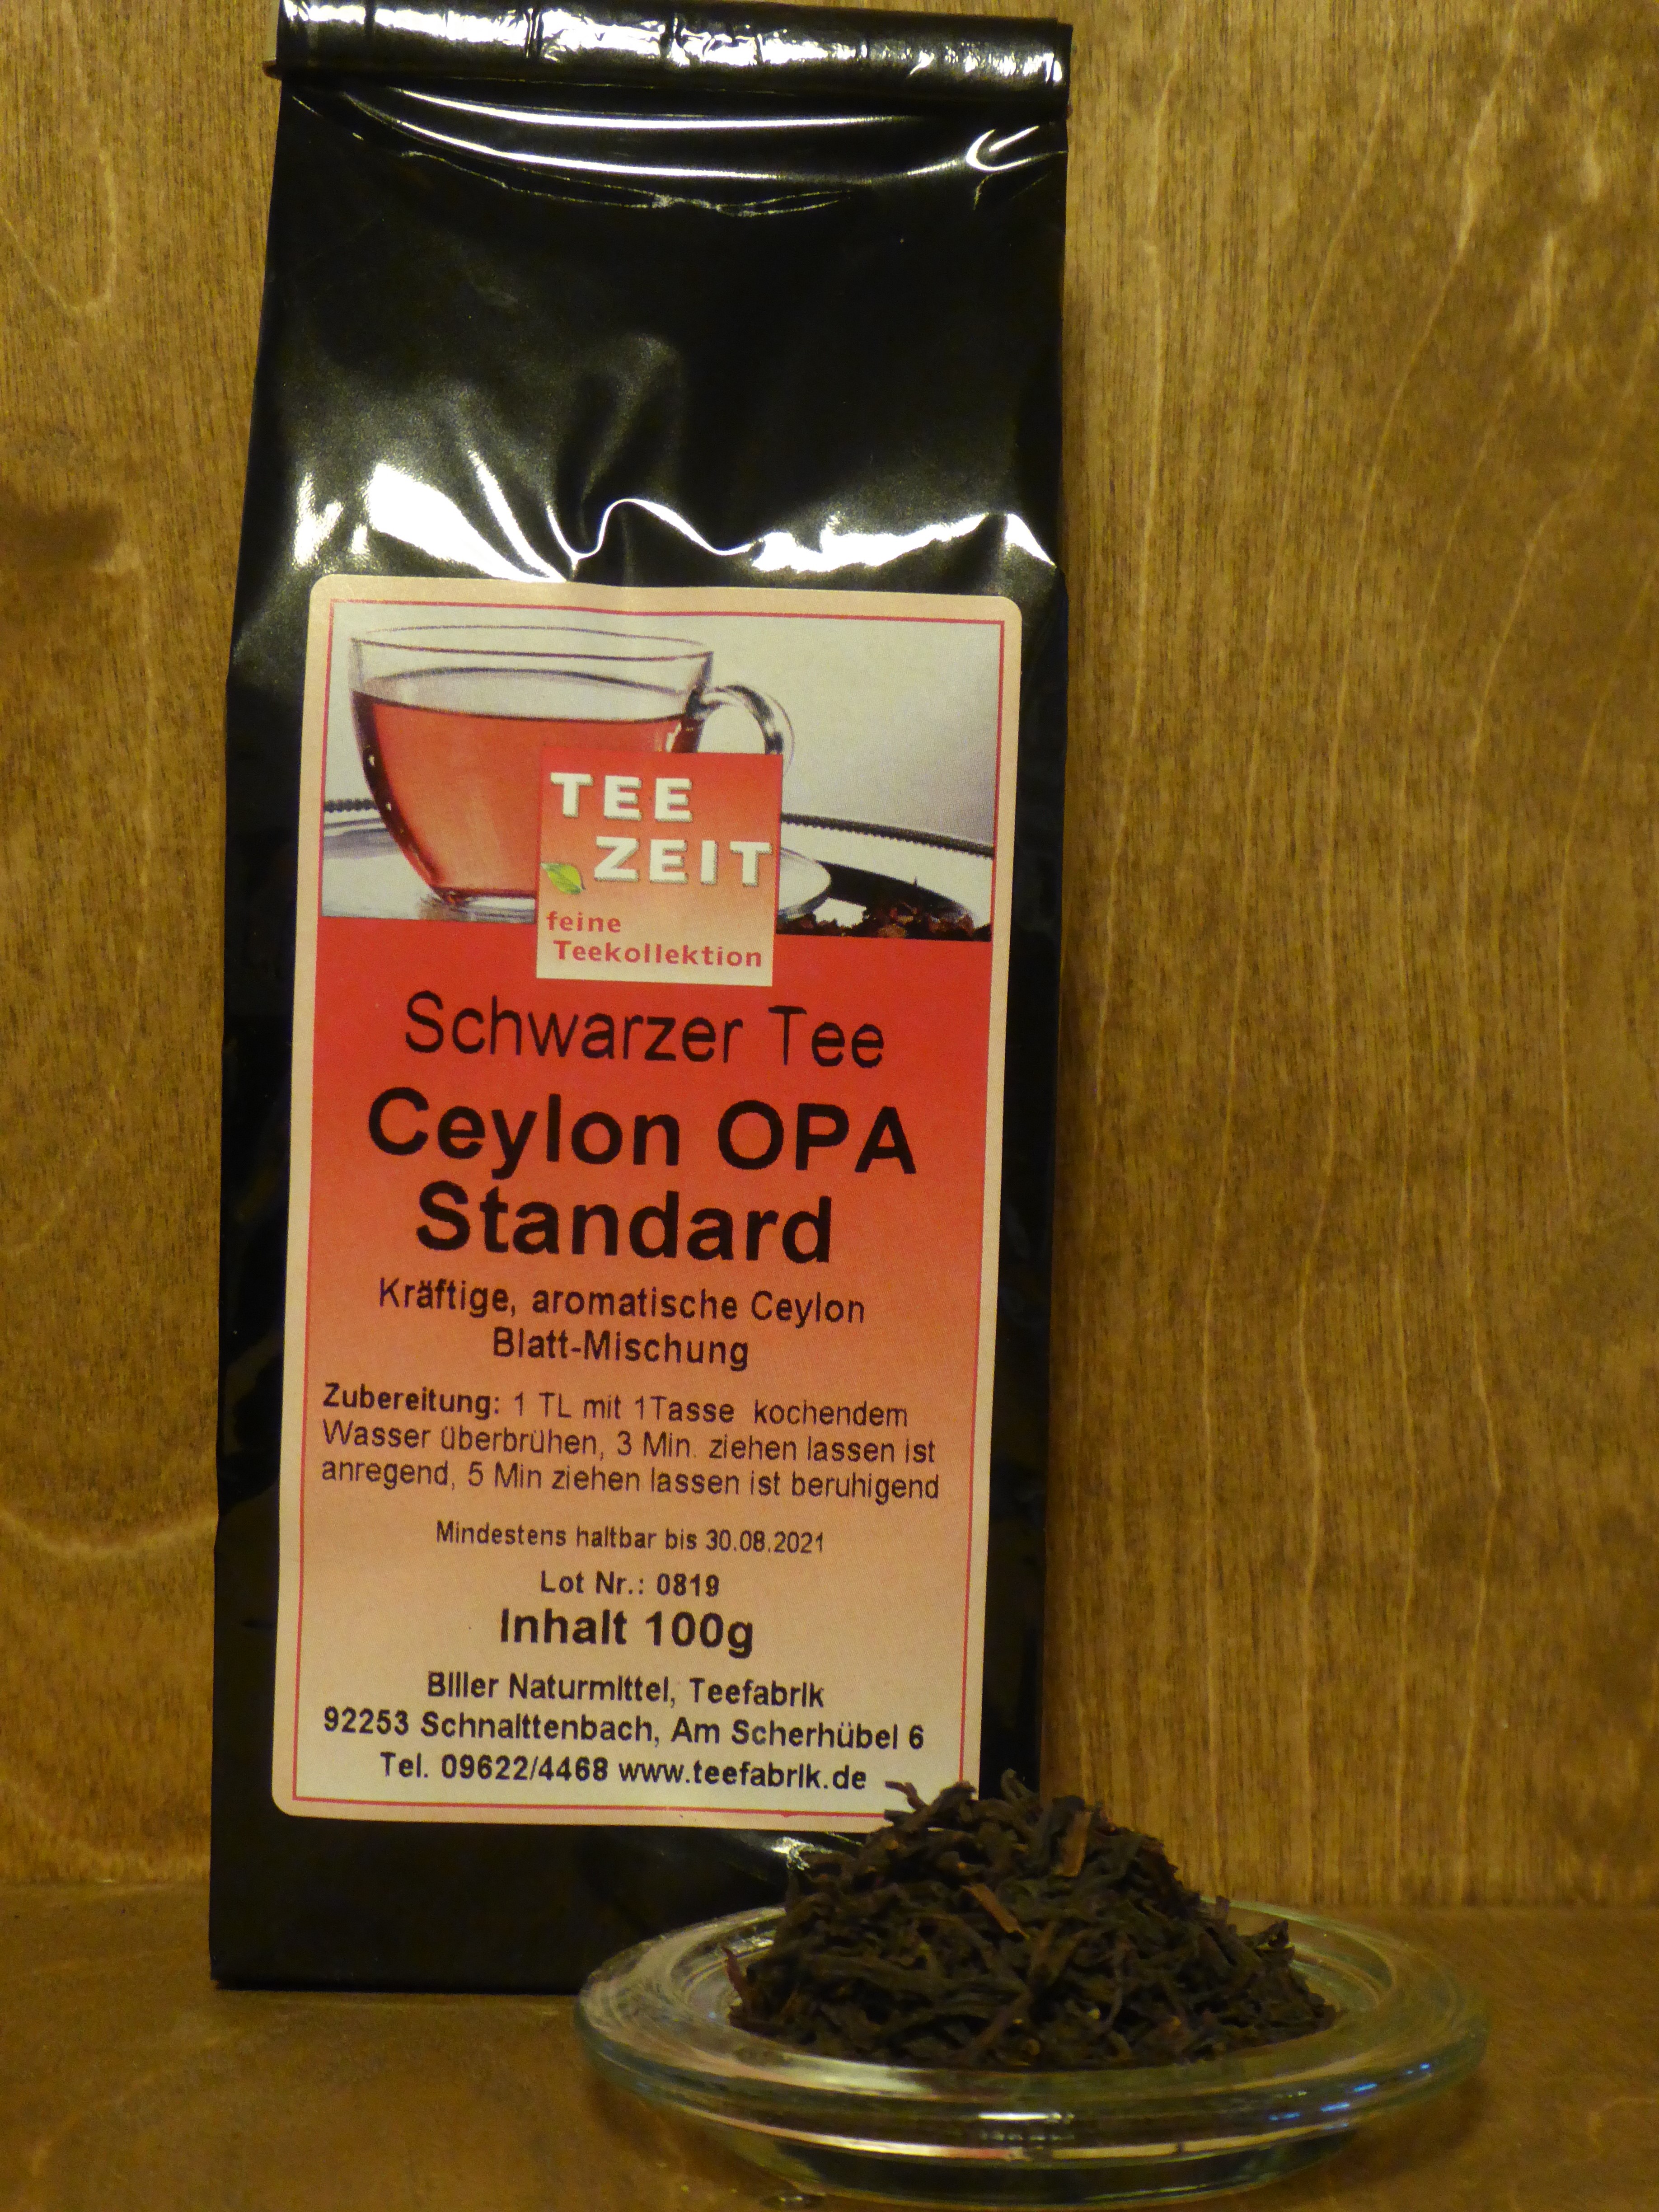 TEE
ZEIT
feine
Teekollektion
Schwarzer Tee
Ceylon OPA
Standard
Kräftige, aromatische Ceylon
Blatt-Mischung
Zubereitung: 1 TL mit 1Tasse kochendem
Wasser überbrühen, 3 Min. ziehen lassen ist
anregend, 5 Min ziehen lassen ist beruhigend
Mindestens haltbar bis 30.08.2021
Lot Nr.: 0819
Inhalt 100g
Biller Naturmittel, Teefabrik
92253 Schnaittenbach, Am Scherhübel 6
Tel. 09622/4468 www.teefabrik.de